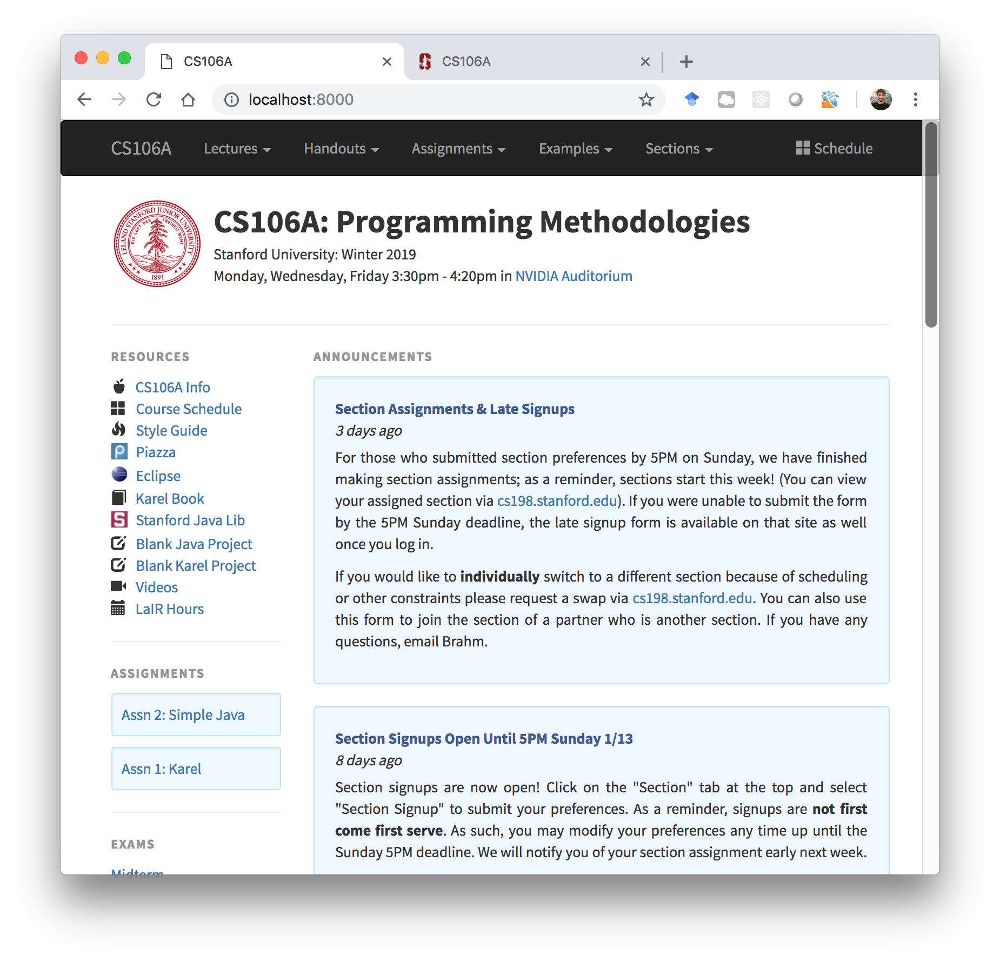 CS106A
CS106A
localhost:8000
CS106A Lectures Handouts Assignments Examples Sections Schedule
LELAND STANFORD JUNIOR UNIVERSITY
DIE LUFT DER FREIHEIT WEHT
1891
CS106A: Programming Methodologies
Stanford University: Winter 2019
Monday, Wednesday, Friday 3:30pm - 4:20pm in NVIDIA Auditorium
RESOURCES
CS106A Info
Course Schedule
Style Guide
Piazza
Eclipse
Karel Book
Stanford Java Lib
Blank Java Project
Blank Karel Project
Videos
LaIR Hours
ASSIGNMENTS
Assn 2: Simple Java
Assn 1: Karel
EXAMS
Midterm
ANNOUNCEMENTS
Section Assignments & Late Signups
3 days ago
For those who submitted section preferences by 5PM on Sunday, we have finished
making section assignments; as a reminder, sections start this week! (You can view
your assigned section via cs198.stanford.edu). If you were unable to submit the form
by the 5PM Sunday deadline, the late signup form is available on that site as well
once you log in.
If you would like to individually switch to a different section because of scheduling
or other constraints please request a swap via cs198.stanford.edu. You can also use
this form to join the section of a partner who is another section. If you have any
questions, email Brahm.
Section Signups Open Until 5PM Sunday 1/13
8 days ago
Section signups are now open! Click on the "Section" tab at the top and select
"Section Signup" to submit your preferences. As a reminder, signups are not first
come first serve. As such, you may modify your preferences any time up until the
Sunday 5PM deadline. We will notify you of your section assignment early next week.